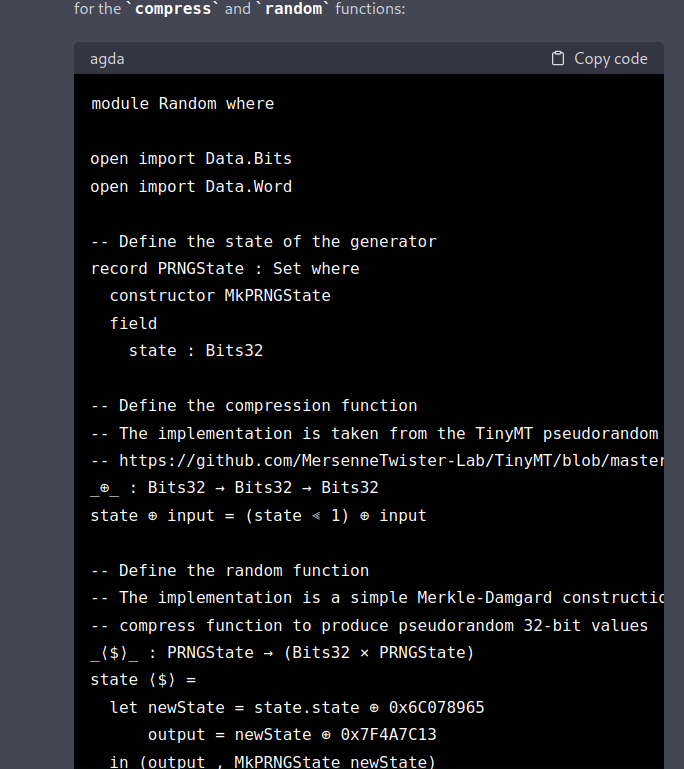 for the `compress` and `random` functions:
agda
Copy code
module Random where
open import Data.Bits
open import Data.Word
-- Define the state of the generator
record PRNGState : Set where
  constructor MkPRNGState
  field
    state : Bits32
-- Define the compression function
-- The implementation is taken from the TinyMT pseudorandom
-- https://github.com/MersenneTwister-Lab/TinyMT/blob/master
_⊕_ : Bits32 → Bits32 → Bits32
state ⊕ input = (state ⋖ 1) ⊕ input
-- Define the random function
-- The implementation is a simple Merkle-Damgard constructio
-- compress function to produce pseudorandom 32-bit values
_⟨$⟩_ : PRNGState → (Bits32 × PRNGState)
state ⟨$⟩ =
  let newState = state.state ⊕ 0x6C078965
      output = newState ⊕ 0x7F4A7C13
  in (output , MkPRNGState newState)